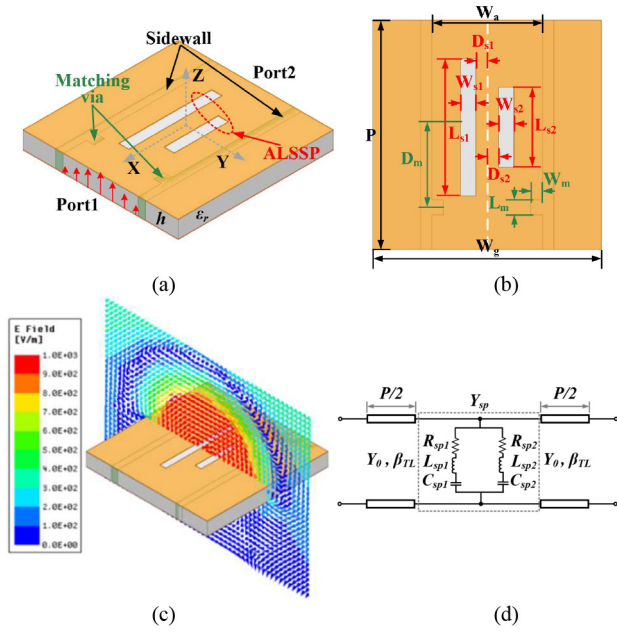 Sidewall
Port2
Matching
via
Z
X
Y
ALSSP
Port1
h
εr
(a)
Wa
Ds1
Ws1
Ws2
P
Ls1
Ls2
Dm
Ds2
Wm
Lm
Wg
(b)
E Field
[V/m]
1.0E+03
9.0E+02
8.0E+02
7.0E+02
6.0E+02
5.0E+02
4.0E+02
3.0E+02
2.0E+02
1.0E+02
0.0E+00
(c)
P/2
Ysp
P/2
Rsp1
Rsp2
Y0 , βTL
Lsp1
Lsp2
Y0 , βTL
Csp1
Csp2
(d)